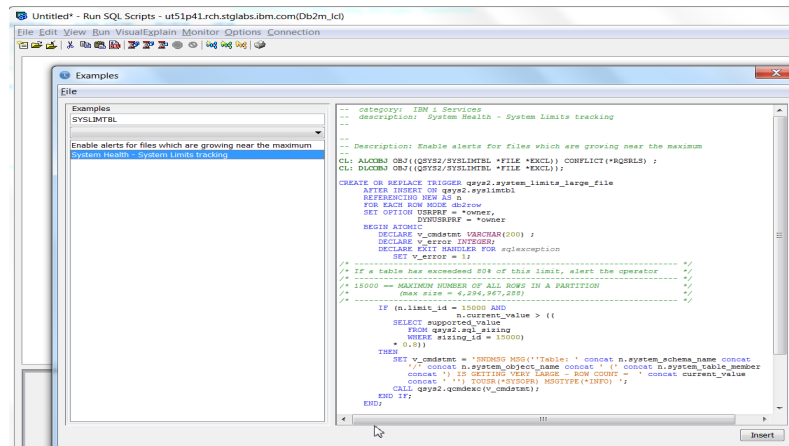 Untitled* - Run SQL Scripts - ut51p41.rch.stglabs.ibm.com(Db2m_lcl)
File Edit View Run VisualExplain Monitor Options Connection
Examples
File
Examples
SYSLIMTBL
Enable alerts for files which are growing near the maximum
System Health - System Limits tracking
-- category: IBM i Services
-- description: System Health - System Limits tracking
--
-- Description: Enable alerts for files which are growing near the maximum
--
CL: ALCOBJ OBJ((QSYS2/SYSLIMTBL *FILE *EXCL)) CONFLICT(*RQSRLS) ;
CL: DLCOBJ OBJ((QSYS2/SYSLIMTBL *FILE *EXCL));
CREATE OR REPLACE TRIGGER qsys2.system_limits_large_file
AFTER INSERT ON qsys2.syslimtbl
REFERENCING NEW AS n
FOR EACH ROW MODE db2row
SET OPTION USRPRF = *owner,
DYNUSRPRF = *owner
BEGIN ATOMIC
DECLARE v_cmdstmt VARCHAR(200) ;
DECLARE v_error INTEGER;
DECLARE EXIT HANDLER FOR sqlexception
SET v_error = 1;
/* ------------------------------------------------------ */
/* If a table has exceeded 80% of this limit, alert the operator */
/* ------------------------------------------------------ */
/* 15000 == MAXIMUM NUMBER OF ALL ROWS IN A PARTITION */
/* (max size = 4,294,967,288) */
/* ------------------------------------------------------ */
IF (n.limit_id = 15000 AND
n.current_value > ((
SELECT supported_value
FROM qsys2.sql_sizing
WHERE sizing_id = 15000)
* 0.8))
THEN
SET v_cmdstmt = 'SNDMSG MSG(''Table: ' concat n.system_schema_name concat
'/' concat n.system_object_name concat ' (' concat n.system_table_member
concat ') IS GETTING VERY LARGE - ROW COUNT = ' concat current_value
concat ' '') TOUSR(*SYSOPR) MSGTYPE(*INFO) ';
CALL qsys2.qcmdexc(v_cmdstmt);
END IF;
END;
Insert